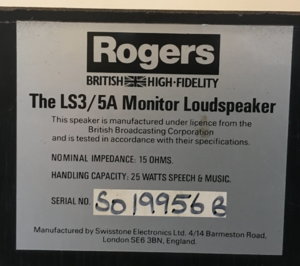 Rogers
BRITISH HIGH·FIDELITY
The LS3/5A Monitor Loudspeaker
This speaker is manufactured under licence from the
British Broadcasting Corporation
and is tested in accordance with their specifications.
NOMINAL IMPEDANCE: 15 OHMS.
HANDLING CAPACITY: 25 WATTS SPEECH & MUSIC.
SERIAL NO. SO19956B
Manufactured by Swisstone Electronics Ltd. 4/14 Barmeston Road,
London SE6 3BN, England.